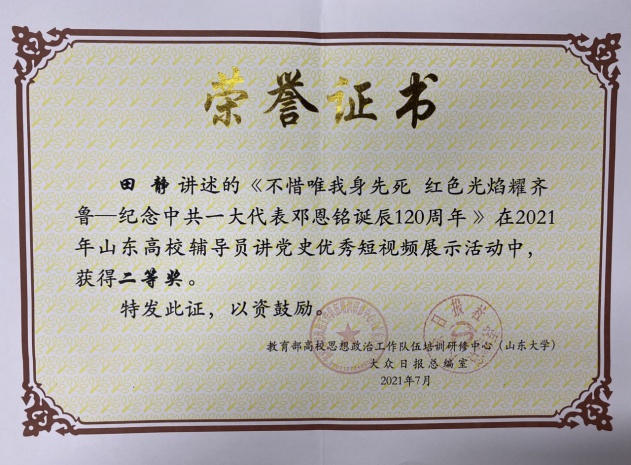 荣誉证书
田 静 讲述的《不惜唯我身先死 红色光焰耀齐
鲁—纪念中共一大代表邓恩铭诞辰120周年》在2021
年山东高校辅导员讲党史优秀短视频展示活动中，
获得二等奖。
特发此证，以资鼓励。
教育部高校思想政治工作队伍培训研修中心（山东大学）
大众日报总编室
2021年7月